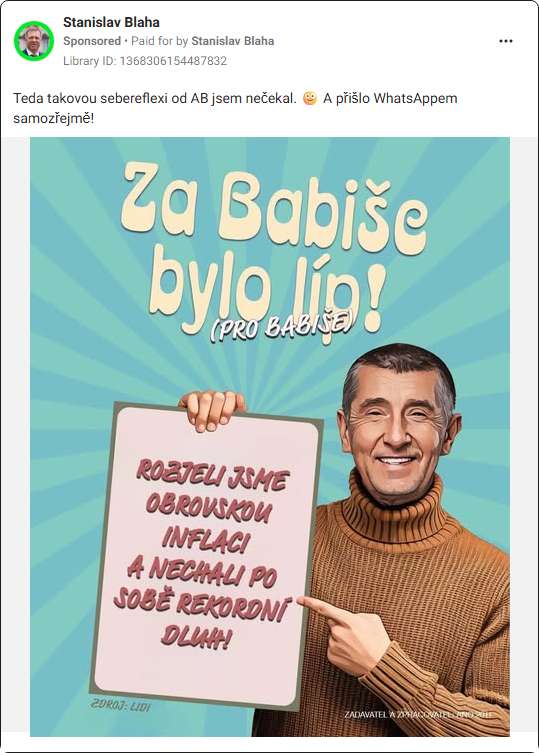 Stanislav Blaha
Sponsored • Paid for by Stanislav Blaha
Library ID: 1368306154487832
Teda takovou sebereflexi od AB jsem nečekal. 🙂 A přišlo WhatsAppem
samozřejmě!
Za Babiše
bylo líp!
(PRO BABIŠE)
ROZJELI JSME
OBROVSKOU
INFLACI
A NECHALI PO
SOBĚ REKORDNÍ
DLUH!
ZDROJ: LIDI
ZADAVATEL A ZPRACOVATEL: ANO 2011